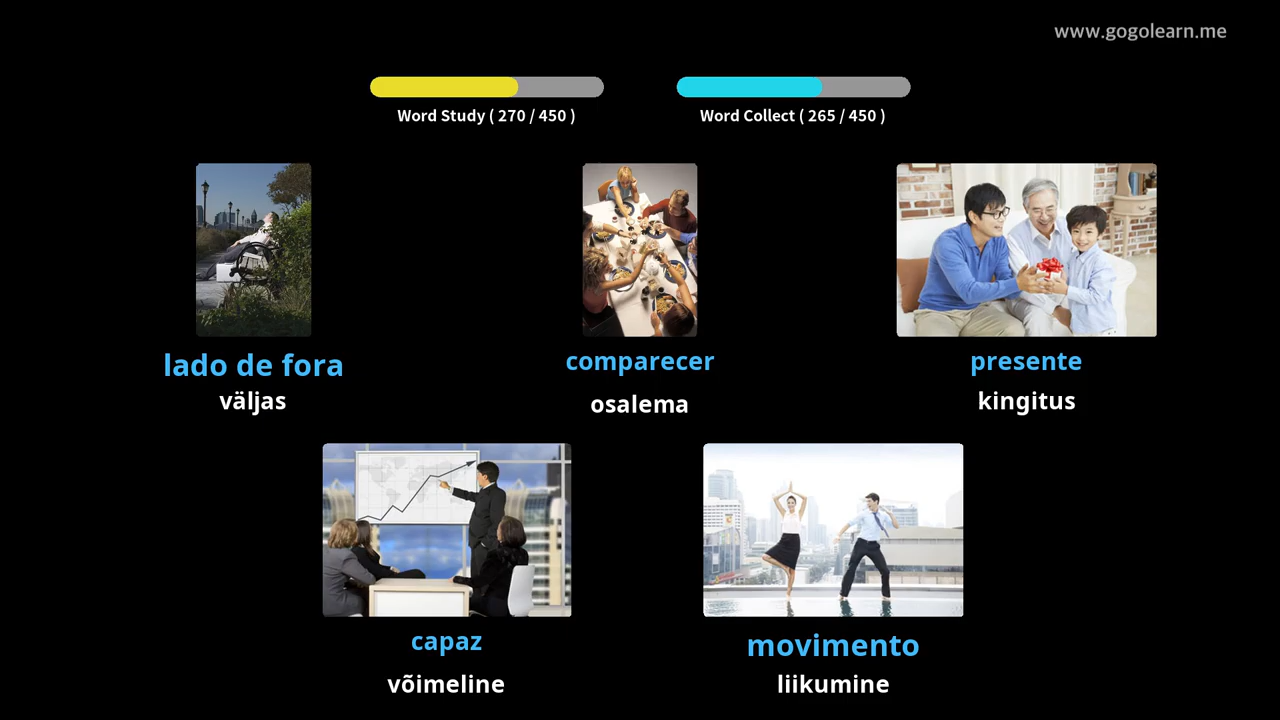 www.gogolearn.me
Word Study ( 270 / 450 )
Word Collect ( 265 / 450 )
lado de fora
väljas
comparecer
osalema
presente
kingitus
capaz
võimeline
movimento
liikumine